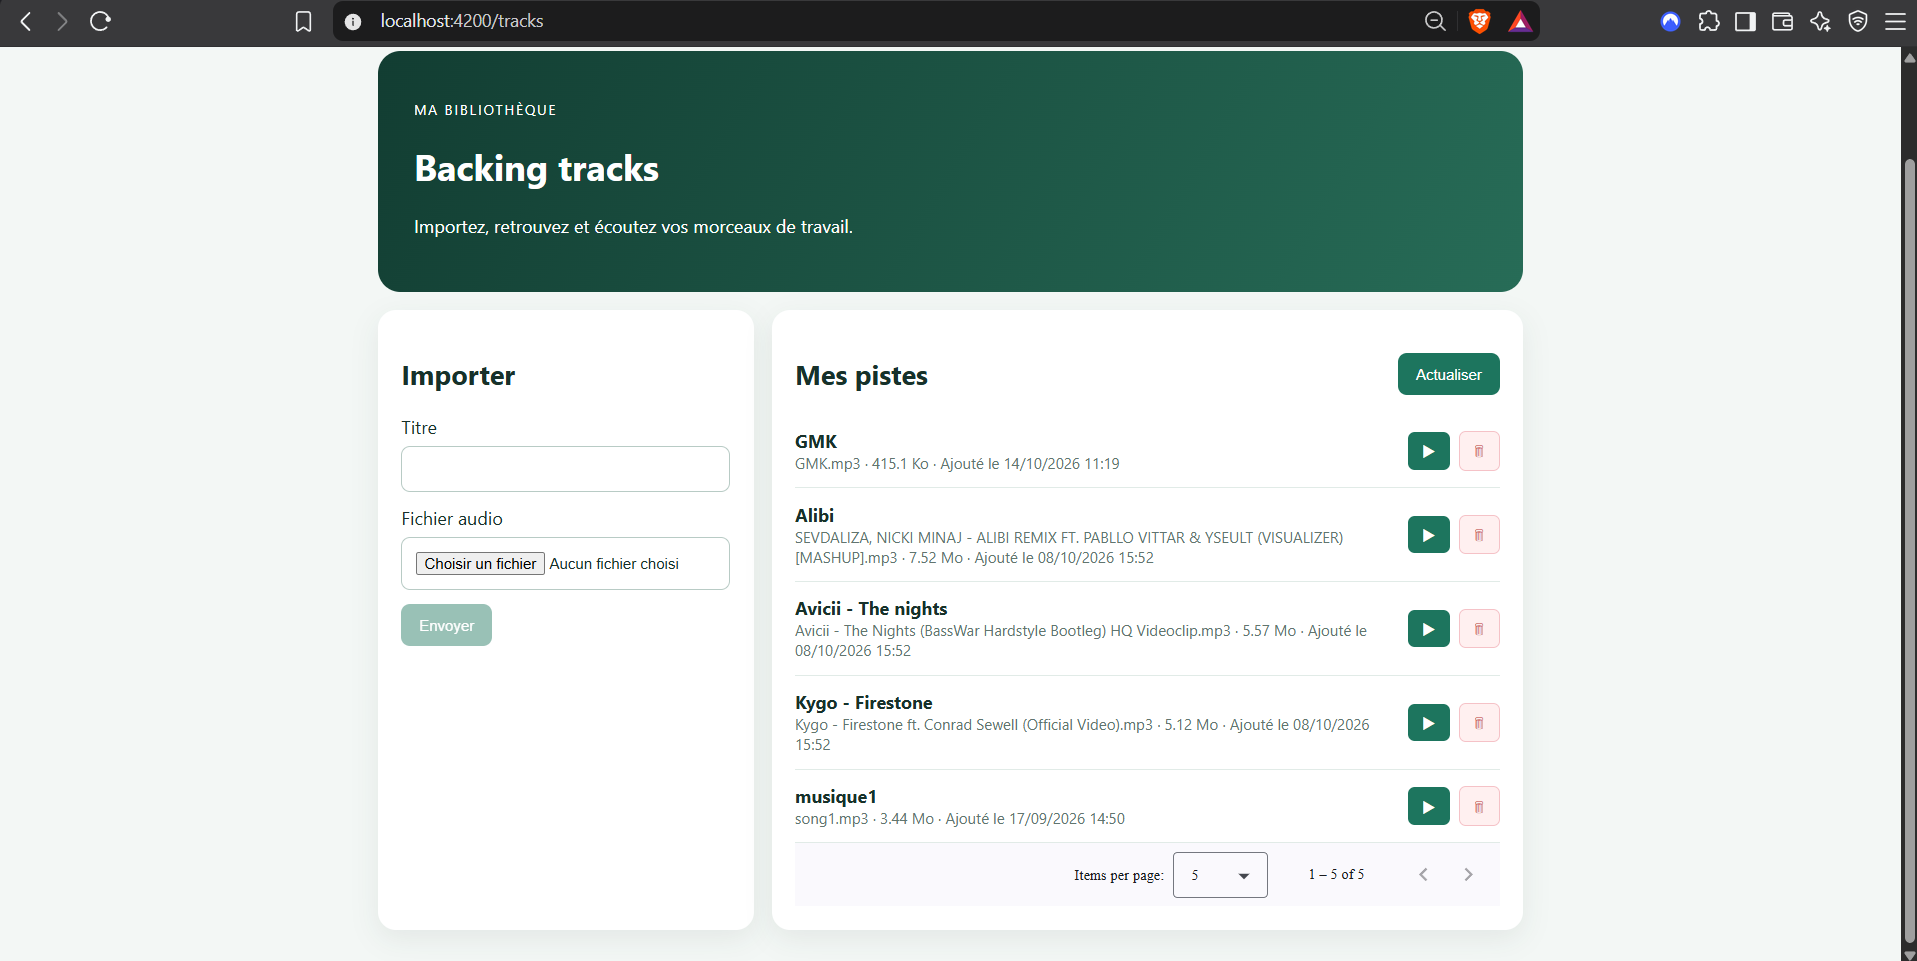 localhost:4200/tracks
MA BIBLIOTHÈQUE
Backing tracks
Importez, retrouvez et écoutez vos morceaux de travail.
Importer
Titre
Fichier audio
Choisir un fichier Aucun fichier choisi
Envoyer
Mes pistes
Actualiser
GMK
GMK.mp3 · 415.1 Ko · Ajouté le 14/10/2026 11:19
Alibi
SEVDALIZA, NICKI MINAJ - ALIBI REMIX FT. PABLLO VITTAR & YSEULT (VISUALIZER)
[MASHUP].mp3 · 7.52 Mo · Ajouté le 08/10/2026 15:52
Avicii - The nights
Avicii - The Nights (BassWar Hardstyle Bootleg) HQ Videoclip.mp3 · 5.57 Mo · Ajouté le
08/10/2026 15:52
Kygo - Firestone
Kygo - Firestone ft. Conrad Sewell (Official Video).mp3 · 5.12 Mo · Ajouté le 08/10/2026
15:52
musique1
song1.mp3 · 3.44 Mo · Ajouté le 17/09/2026 14:50
Items per page: 5 1 – 5 of 5